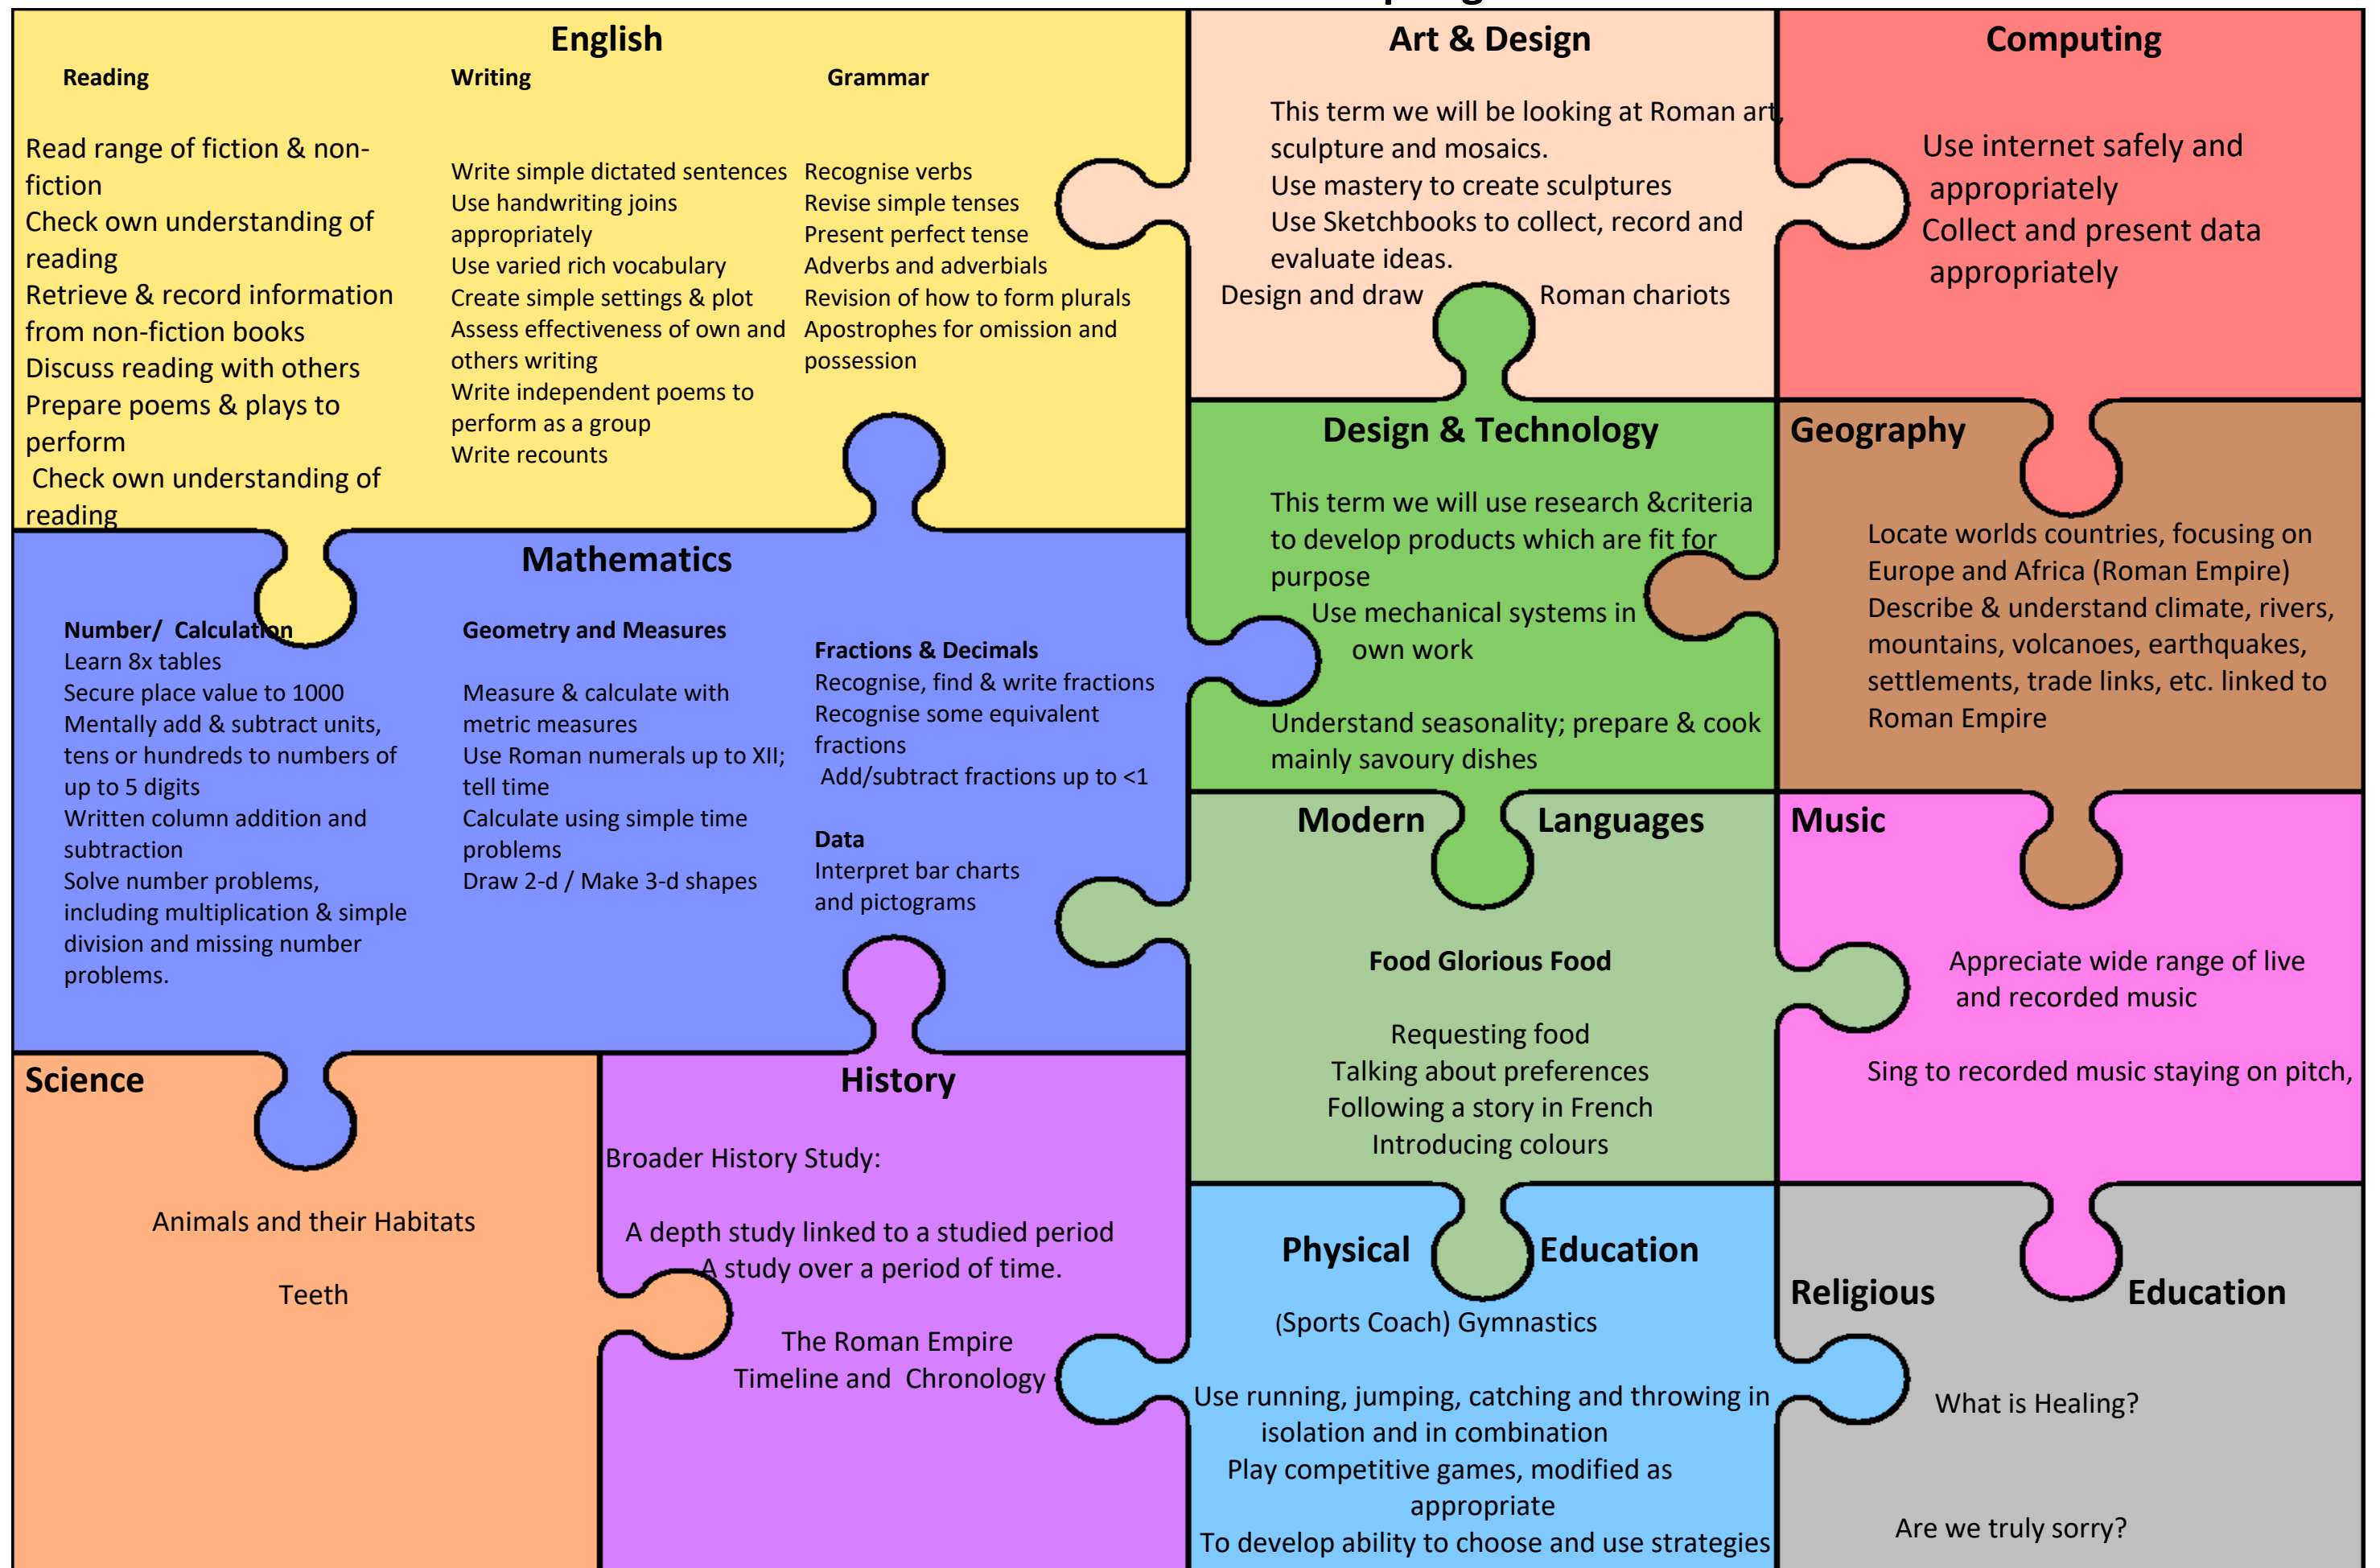 English
Reading
Read range of fiction & non-
fiction
Check own understanding of
reading
Retrieve & record information
from non-fiction books
Discuss reading with others
Prepare poems & plays to
perform
Check own understanding of
reading
Writing
Write simple dictated sentences
Use handwriting joins
appropriately
Use varied rich vocabulary
Create simple settings & plot
Assess effectiveness of own and
others writing
Write independent poems to
perform as a group
Write recounts
Grammar
Recognise verbs
Revise simple tenses
Present perfect tense
Adverbs and adverbials
Revision of how to form plurals
Apostrophes for omission and
possession
Art & Design
This term we will be looking at Roman art,
sculpture and mosaics.
Use mastery to create sculptures
Use Sketchbooks to collect, record and
evaluate ideas.
Design and draw Roman chariots
Computing
Use internet safely and
appropriately
Collect and present data
appropriately
Mathematics
Number/ Calculation
Learn 8x tables
Secure place value to 1000
Mentally add & subtract units,
tens or hundreds to numbers of
up to 5 digits
Written column addition and
subtraction
Solve number problems,
including multiplication & simple
division and missing number
problems.
Geometry and Measures
Measure & calculate with
metric measures
Use Roman numerals up to XII;
tell time
Calculate using simple time
problems
Draw 2-d / Make 3-d shapes
Fractions & Decimals
Recognise, find & write fractions
Recognise some equivalent
fractions
Add/subtract fractions up to <1
Data
Interpret bar charts
and pictograms
Design & Technology
This term we will use research &criteria
to develop products which are fit for
purpose
Use mechanical systems in
own work
Understand seasonality; prepare & cook
mainly savoury dishes
Geography
Locate worlds countries, focusing on
Europe and Africa (Roman Empire)
Describe & understand climate, rivers,
mountains, volcanoes, earthquakes,
settlements, trade links, etc. linked to
Roman Empire
Modern Languages
Food Glorious Food
Requesting food
Talking about preferences
Following a story in French
Introducing colours
Music
Appreciate wide range of live
and recorded music
Sing to recorded music staying on pitch,
Science
Animals and their Habitats
Teeth
History
Broader History Study:
A depth study linked to a studied period
A study over a period of time.
The Roman Empire
Timeline and Chronology
Physical Education
(Sports Coach) Gymnastics
Use running, jumping, catching and throwing in
isolation and in combination
Play competitive games, modified as
appropriate
To develop ability to choose and use strategies
Religious Education
What is Healing?
Are we truly sorry?